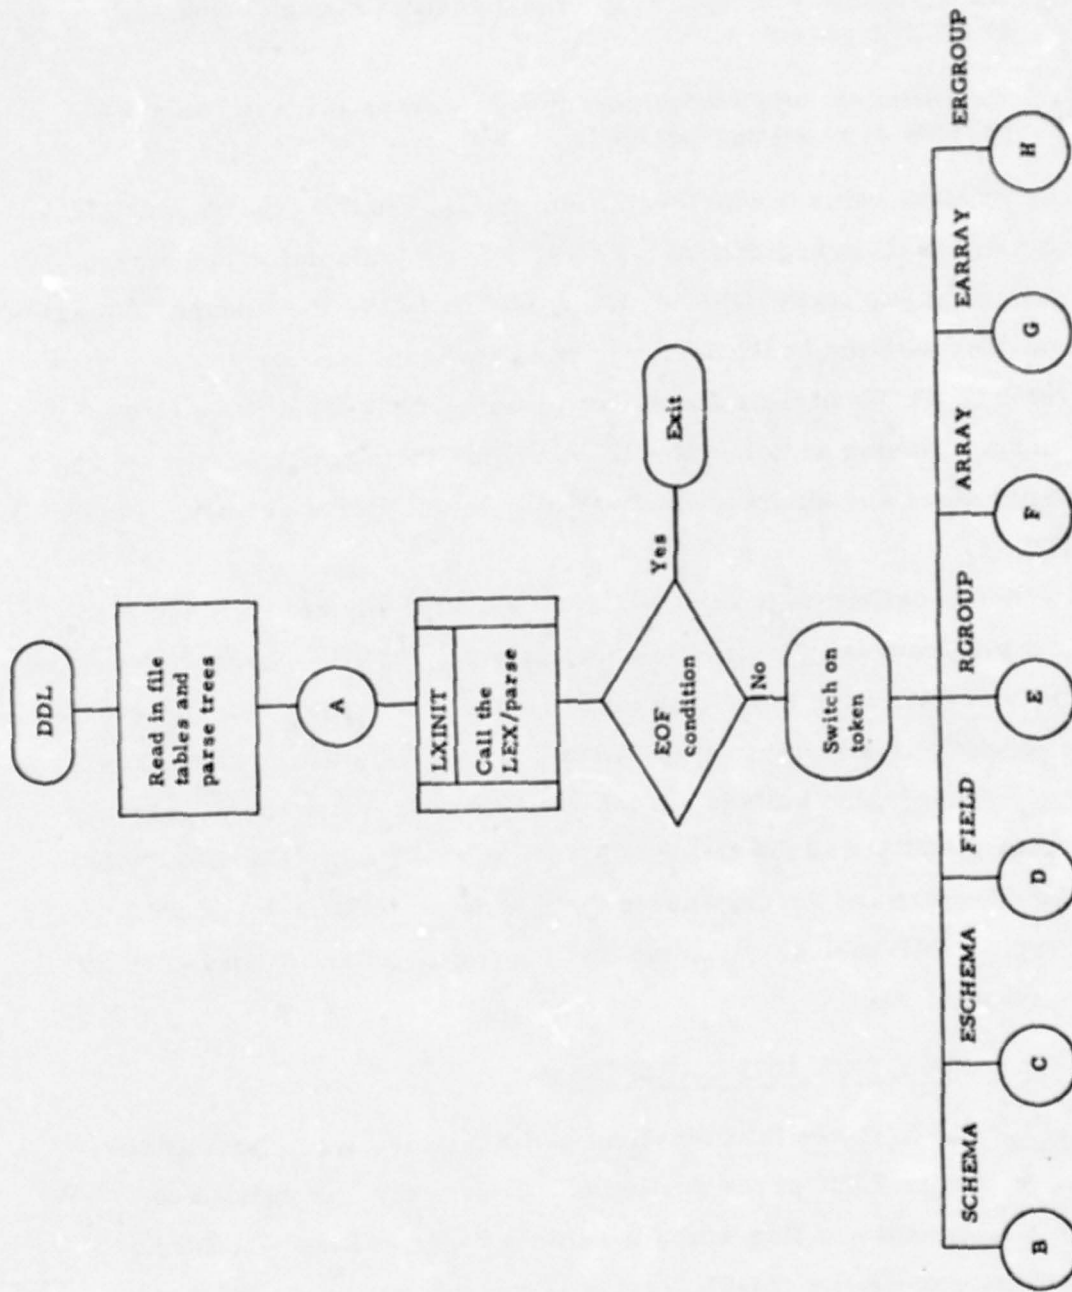 DDL
Read in file
tables and
parse trees
A
LXINIT
Call the
LEX/parse
EOF
condition
Yes
Exit
No
Switch on
token
SCHEMA
ESCHEMA
FIELD
RGROUP
ARRAY
EARRAY
ERGROUP
B
C
D
E
F
G
H